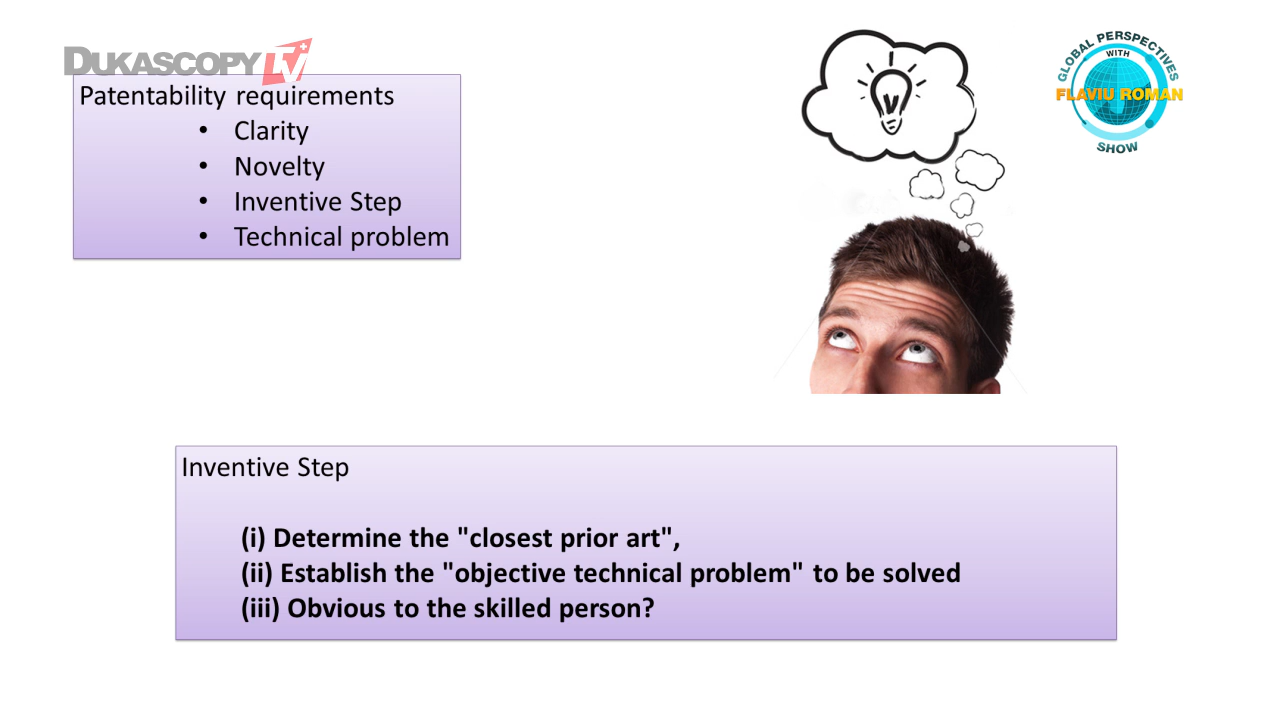 DUKASCOPY TV
GLOBAL PERSPECTIVES
WITH
FLAVIU ROMAN
SHOW
Patentability requirements
• Clarity
• Novelty
• Inventive Step
• Technical problem
Inventive Step
(i) Determine the "closest prior art",
(ii) Establish the "objective technical problem" to be solved
(iii) Obvious to the skilled person?